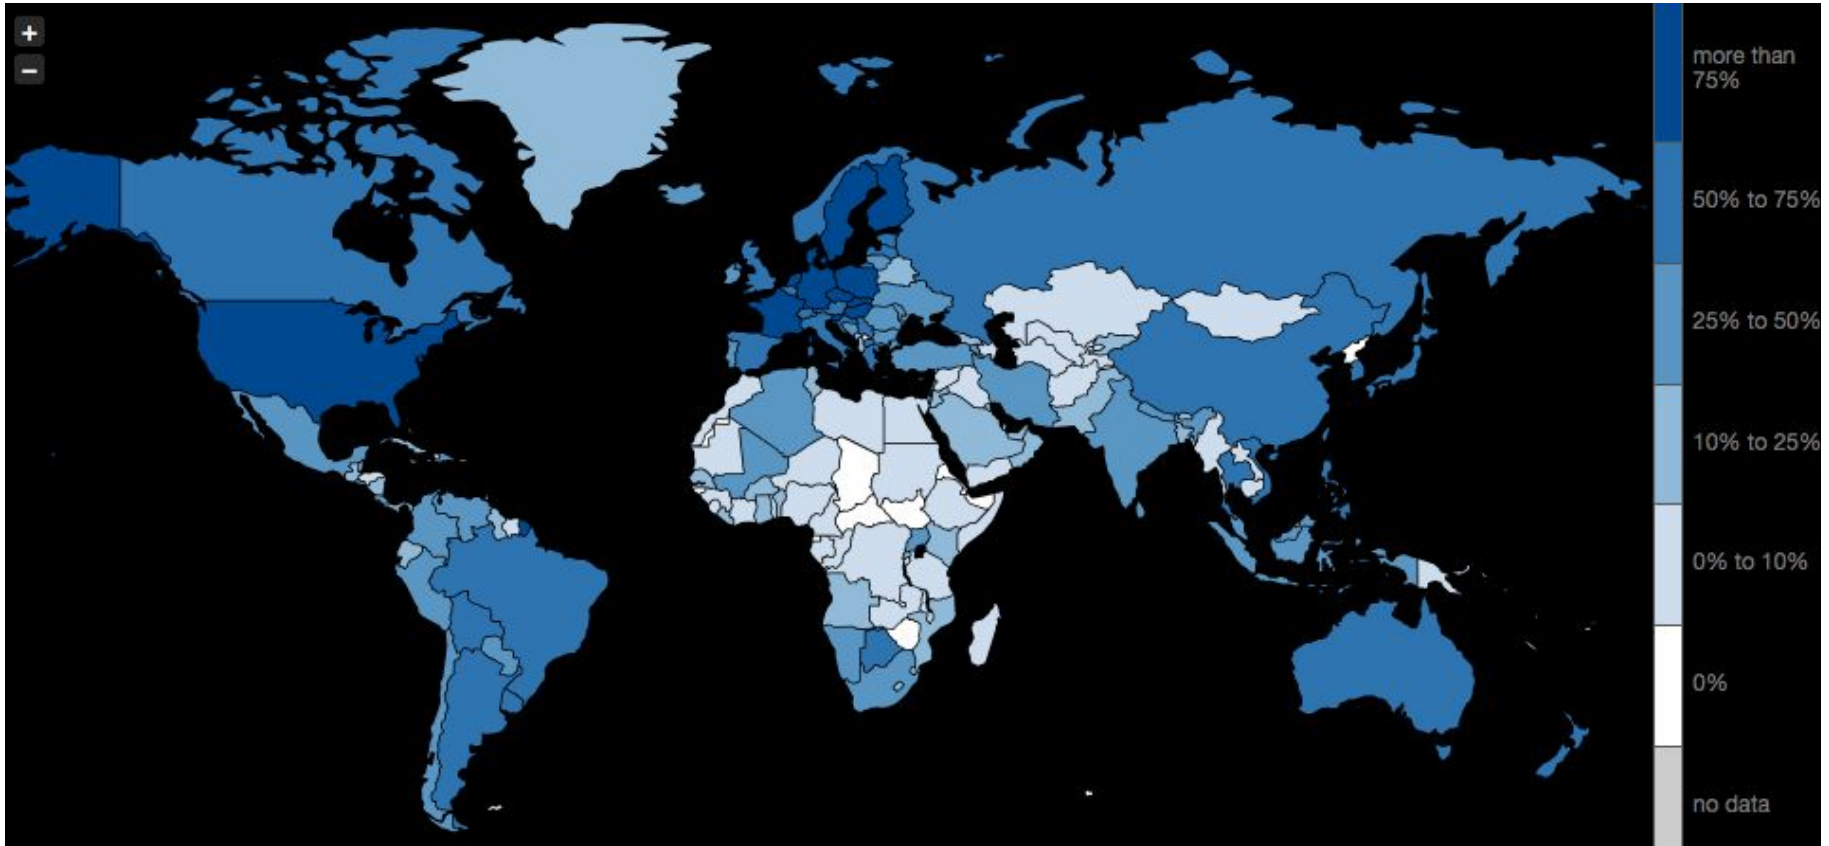 +
−
more than
75%
50% to 75%
25% to 50%
10% to 25%
0% to 10%
0%
no data